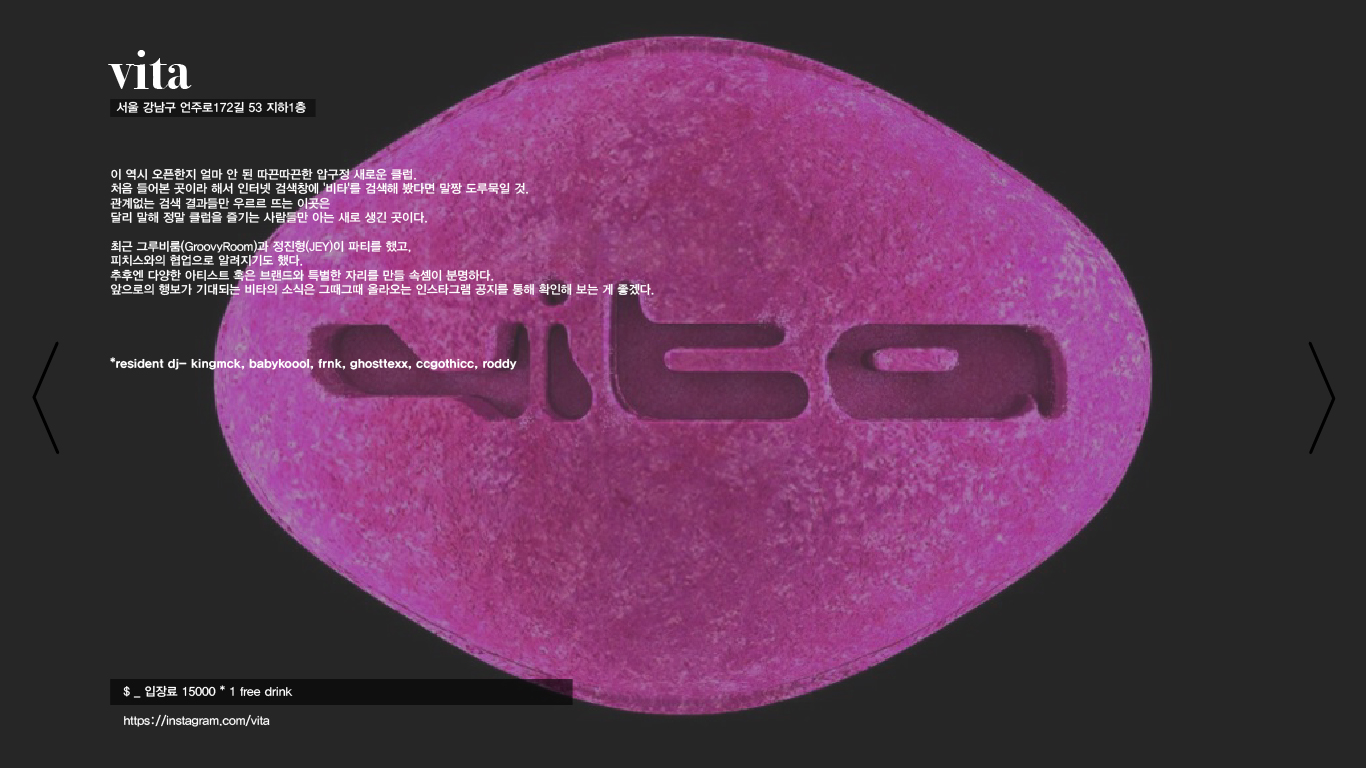 vita
서울 강남구 언주로172길 53 지하1층
이 역시 오픈한지 얼마 안 된 따끈따끈한 압구정 새로운 클럽.
처음 들어본 곳이라 해서 인터넷 검색창에 '비타'를 검색해 봤다면 말짱 도루묵일 것.
관계없는 검색 결과들만 우르르 뜨는 이곳은
달리 말해 정말 클럽을 즐기는 사람들만 아는 새로 생긴 곳이다.
최근 그루비룸(GroovyRoom)과 정진형(JEY)이 파티를 했고,
피치스와의 협업으로 알려지기도 했다.
추후엔 다양한 아티스트 혹은 브랜드와 특별한 자리를 만들 속셈이 분명하다.
앞으로의 행보가 기대되는 비타의 소식은 그때그때 올라오는 인스타그램 공지를 통해 확인해 보는 게 좋겠다.
vita
*resident dj- kingmck, babykoool, frnk, ghosttexx, ccgothicc, roddy
$ _ 입장료 15000 * 1 free drink
https://instagram.com/vita